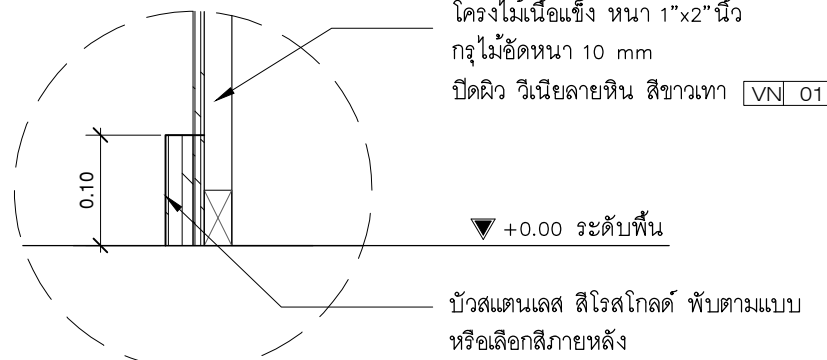 โครงไม้เนื้อแข็ง หนา 1"x2" นิ้ว
กรุไม้อัดหนา 10 mm
ปิดผิว วีเนียลายหิน สีขาวเทา VN 01
0.10
+0.00 ระดับพื้น
บัวสแตนเลส สีโรสโกลด์ พับตามแบบ
หรือเลือกสีภายหลัง